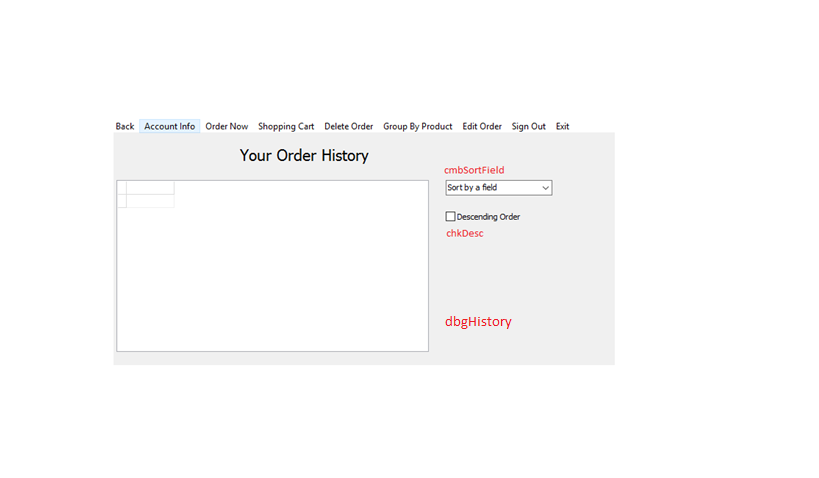 Back Account Info Order Now Shopping Cart Delete Order Group By Product Edit Order Sign Out Exit
Your Order History
cmbSortField
Sort by a field
Descending Order
chkDesc
dbgHistory